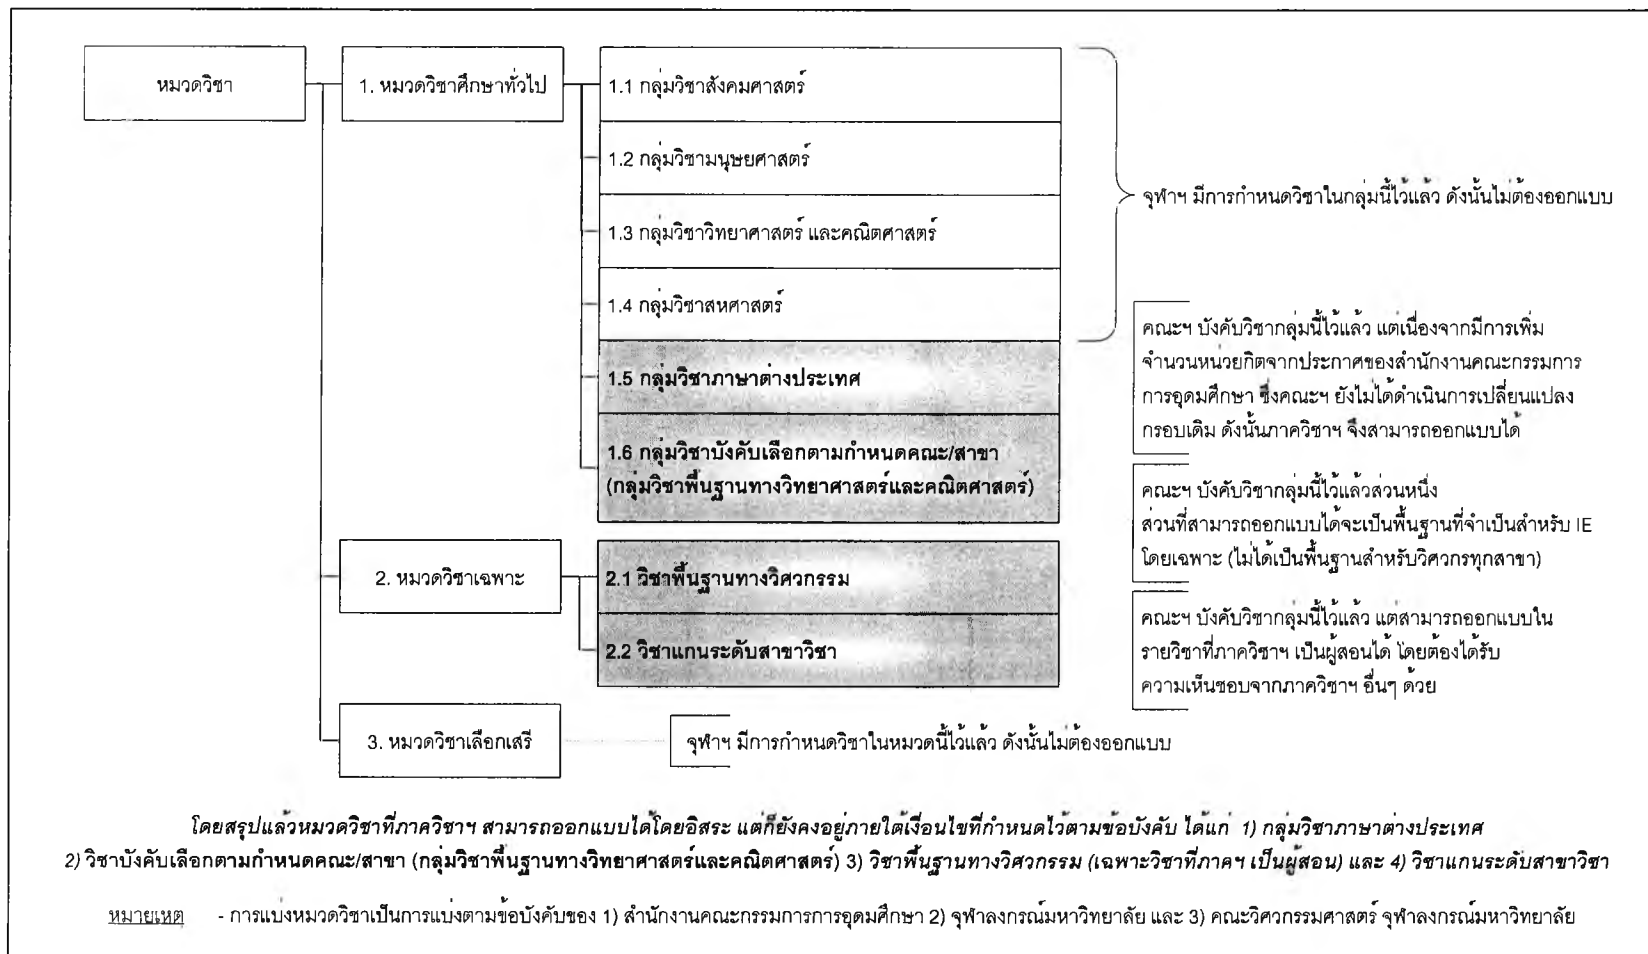 หมวดวิชา
1. หมวดวิชาศึกษาทั่วไป
1.1 กลุ่มวิชาสังคมศาสตร์
1.2 กลุ่มวิชามนุษยศาสตร์
1.3 กลุ่มวิชาวิทยาศาสตร์ และคณิตศาสตร์
1.4 กลุ่มวิชาสหศาสตร์
จุฬาฯ มีการกำหนดวิชาในกลุ่มนี้ไว้แล้ว ดังนั้นไม่ต้องออกแบบ
1.5 กลุ่มวิชาภาษาต่างประเทศ
คณะฯ บังคับวิชากลุ่มนี้ไว้แล้ว แต่เนื่องจากมีการเพิ่ม
จำนวนหน่วยกิตจากประกาศของสำนักงานคณะกรรมการ
การอุดมศึกษา ซึ่งคณะฯ ยังไม่ได้ดำเนินการเปลี่ยนแปลง
กรอบเดิม ดังนั้นภาควิชาฯ จึงสามารถออกแบบได้
1.6 กลุ่มวิชาบังคับเลือกตามกำหนดคณะ/สาขา
(กลุ่มวิชาพื้นฐานทางวิทยาศาสตร์และคณิตศาสตร์)
คณะฯ บังคับวิชากลุ่มนี้ไว้แล้วส่วนหนึ่ง
ส่วนที่สามารถออกแบบได้จะเป็นพื้นฐานที่จำเป็นสำหรับ IE
โดยเฉพาะ (ไม่ได้เป็นพื้นฐานสำหรับวิศวกรทุกสาขา)
2. หมวดวิชาเฉพาะ
2.1 วิชาพื้นฐานทางวิศวกรรม
2.2 วิชาแกนระดับสาขาวิชา
คณะฯ บังคับวิชากลุ่มนี้ไว้แล้ว แต่สามารถออกแบบใน
รายวิชาที่ภาควิชาฯ เป็นผู้สอนได้ โดยต้องได้รับ
ความเห็นชอบจากภาควิชาฯ อื่นๆ ด้วย
3. หมวดวิชาเลือกเสรี
จุฬาฯ มีการกำหนดวิชาในหมวดนี้ไว้แล้ว ดังนั้นไม่ต้องออกแบบ
โดยสรุปแล้วหมวดวิชาที่ภาควิชาฯ สามารถออกแบบได้โดยอิสระ แต่ก็ยังคงอยู่ภายใต้เงื่อนไขที่กำหนดไว้ตามข้อบังคับ ได้แก่ 1) กลุ่มวิชาภาษาต่างประเทศ
2) วิชาบังคับเลือกตามกำหนดคณะ/สาขา (กลุ่มวิชาพื้นฐานทางวิทยาศาสตร์และคณิตศาสตร์) 3) วิชาพื้นฐานทางวิศวกรรม (เฉพาะวิชาที่ภาคฯ เป็นผู้สอน) และ 4) วิชาแกนระดับสาขาวิชา
หมายเหตุ - การแบ่งหมวดวิชาเป็นการแบ่งตามข้อบังคับของ 1) สำนักงานคณะกรรมการการอุดมศึกษา 2) จุฬาลงกรณ์มหาวิทยาลัย และ 3) คณะวิศวกรรมศาสตร์ จุฬาลงกรณ์มหาวิทยาลัย